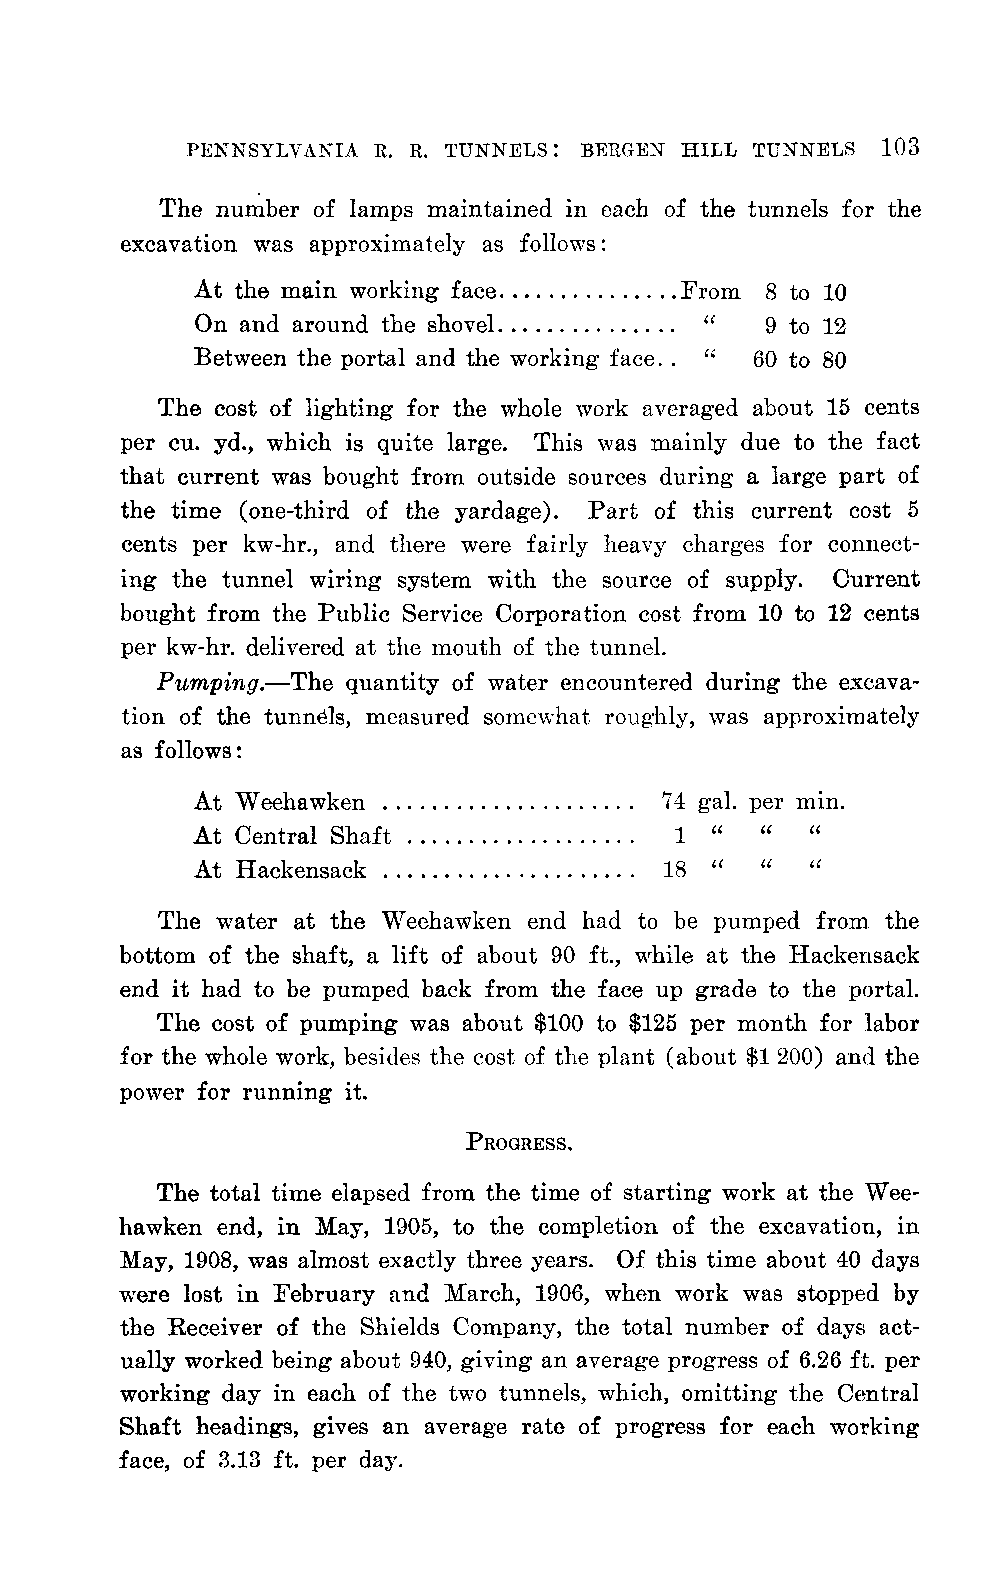 PENNSYLVANIA R. R. TUNNELS: BERGEN HILL TUNNELS 103
The number of lamps maintained in each of the tunnels for the
excavation was approximately as follows:
At the main working face...............From 8 to 10
On and around the shovel............... “ 9 to 12
Between the portal and the working face.. “ 60 to 80
The cost of lighting for the whole work averaged about 15 cents
per cu. yd., which is quite large. This was mainly due to the fact
that current was bought from outside sources during a large part of
the time (one-third of the yardage). Part of this current cost 5
cents per kw-hr., and there were fairly heavy charges for connect-
ing the tunnel wiring system with the source of supply. Current
bought from the Public Service Corporation cost from 10 to 12 cents
per kw-hr. delivered at the mouth of the tunnel.
Pumping.—The quantity of water encountered during the excava-
tion of the tunnels, measured somewhat roughly, was approximately
as follows:
At Weehawken ..................... 74 gal. per min.
At Central Shaft ................... 1 “ “ “
At Hackensack ..................... 18 “ “ “
The water at the Weehawken end had to be pumped from the
bottom of the shaft, a lift of about 90 ft., while at the Hackensack
end it had to be pumped back from the face up grade to the portal.
The cost of pumping was about $100 to $125 per month for labor
for the whole work, besides the cost of the plant (about $1 200) and the
power for running it.
PROGRESS.
The total time elapsed from the time of starting work at the Wee-
hawken end, in May, 1905, to the completion of the excavation, in
May, 1908, was almost exactly three years. Of this time about 40 days
were lost in February and March, 1906, when work was stopped by
the Receiver of the Shields Company, the total number of days act-
ually worked being about 940, giving an average progress of 6.26 ft. per
working day in each of the two tunnels, which, omitting the Central
Shaft headings, gives an average rate of progress for each working
face, of 3.13 ft. per day.